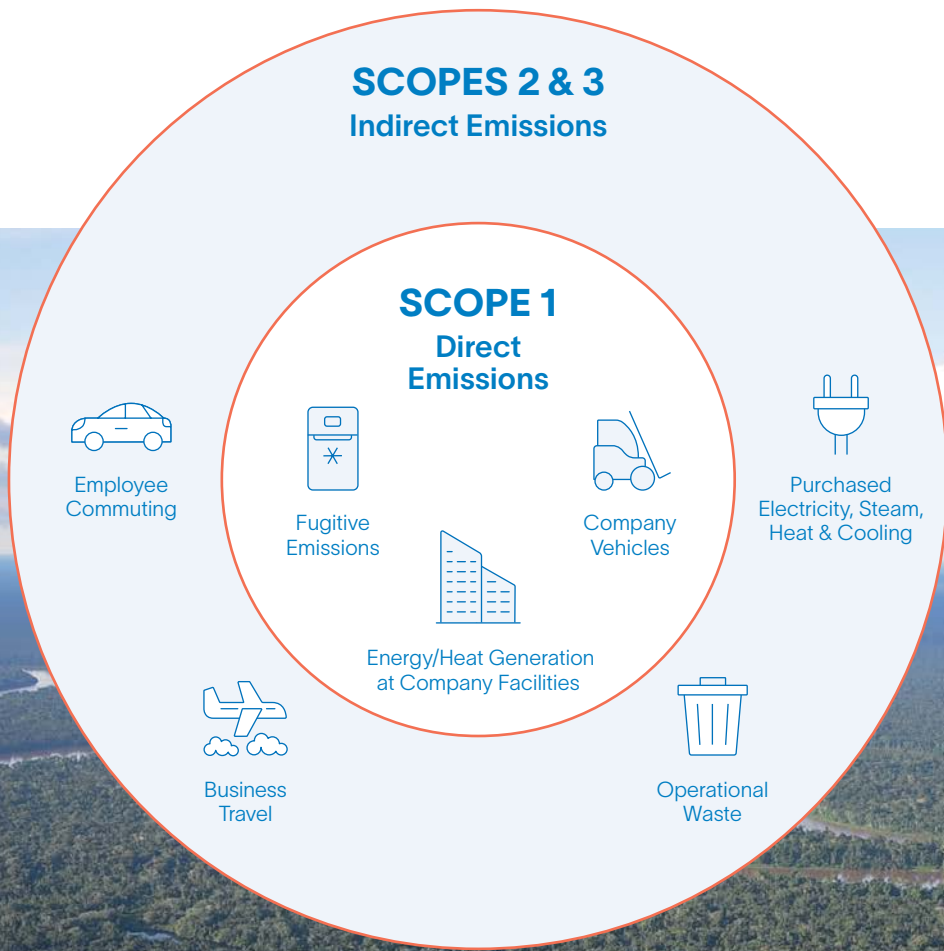 SCOPES 2 & 3
Indirect Emissions
SCOPE 1
Direct
Emissions
Employee
Commuting
Fugitive
Emissions
Company
Vehicles
Purchased
Electricity, Steam,
Heat & Cooling
Energy/Heat Generation
at Company Facilities
Business
Travel
Operational
Waste